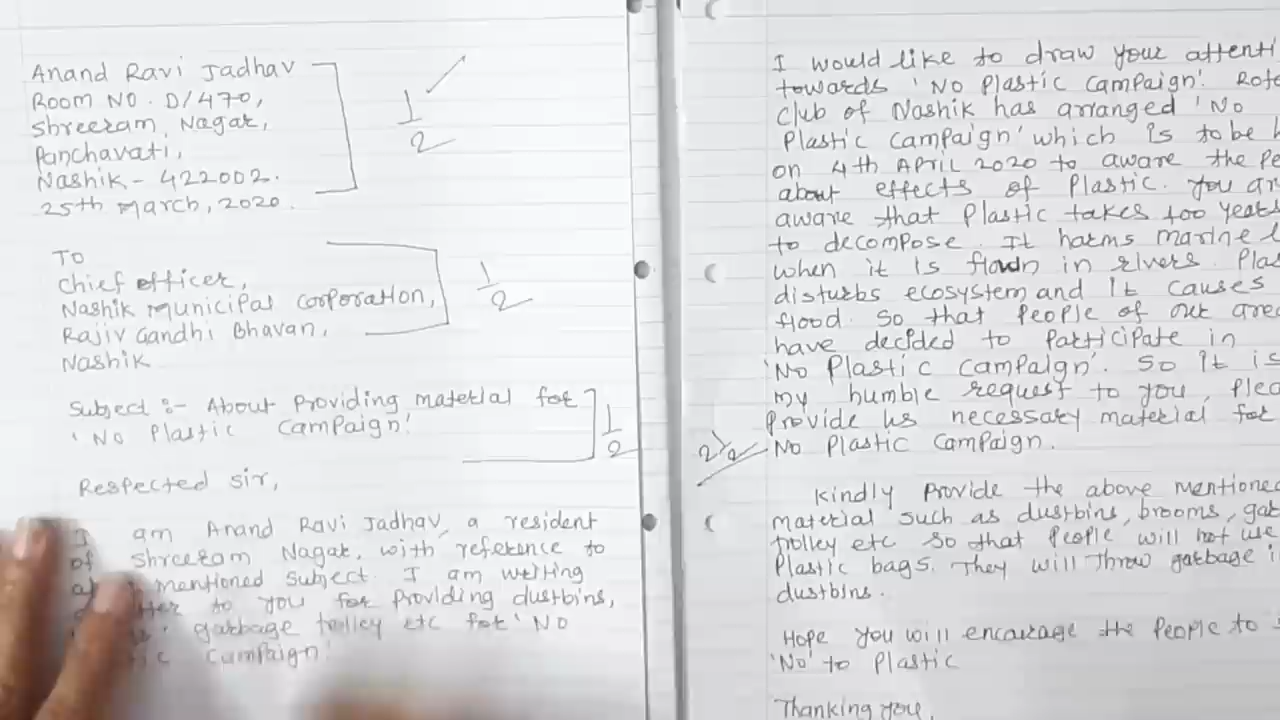 Anand Ravi Jadhav
Room No. D/470,
Shreeram Nagar,
Panchavati,
Nashik - 422002.
25th March, 2020.
1/2
To
Chief officer,
Nashik Municipal Corporation,
Rajiv Gandhi Bhavan,
Nashik
1/2
Subject :- About Providing material for
'No Plastic Campaign!
1/2
Respected Sir,
I am Anand Ravi Jadhav, a resident
of Shreeram Nagar, with reference to
mentioned subject. I am writing
to you for Providing dustbins,
garbage trolley etc for 'No
Campaign!
I would like to draw your attenti
towards 'No Plastic Campaign'. Rot
club of Nashik has arranged 'No
Plastic Campaign' which is to be h
on 4th April 2020 to aware the Pe
about effects of Plastic. You ar
aware that Plastic takes 400 years
to decompose. It harms marine l
when it is flown in rivers. Plas
disturbs ecosystem and it causes
flood. So that People of our area
have decided to Participate in
'No Plastic Campaign'. So it is
my humble request to you, Plea
Provide us necessary material for
No Plastic Campaign.
2 1/2
Kindly Provide the above mentioned
material such as dustbins, brooms, gar
trolley etc so that People will not use
Plastic bags. They will throw garbage i
dustbins.
Hope you will encourage the People to s
'No' to Plastic
Thanking you,